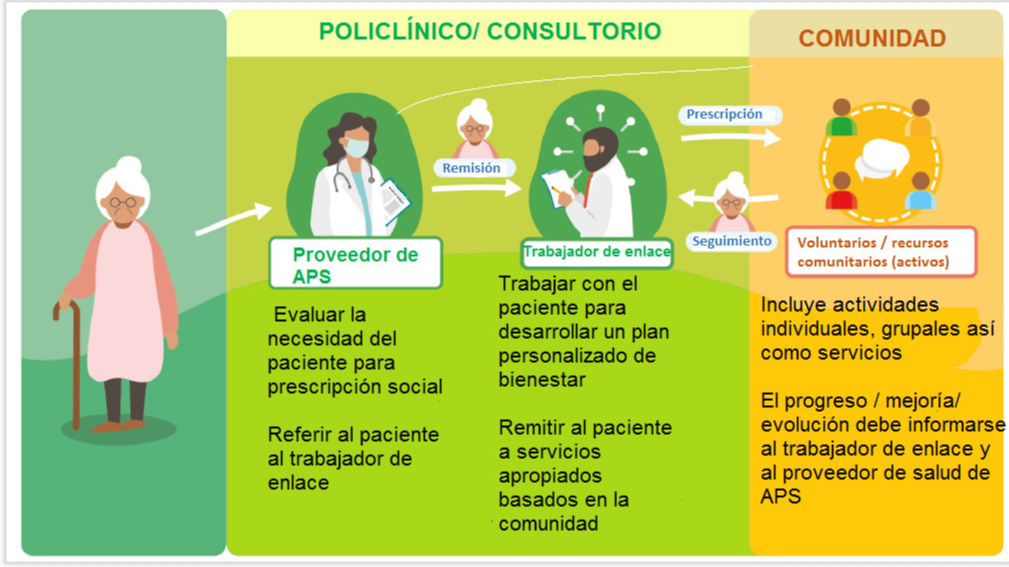 POLICLÍNICO/ CONSULTORIO
COMUNIDAD
Prescripción
Remisión
Seguimiento
Proveedor de
APS
Trabajador de enlace
Voluntarios / recursos
comunitarios (activos)
Evaluar la
necesidad del
paciente para
prescripción social
Referir al paciente
al trabajador de
enlace
Trabajar con el
paciente para
desarrollar un plan
personalizado de
bienestar
Remitir al paciente
a servicios
apropiados
basados en la
comunidad
Incluye actividades
individuales, grupales así
como servicios
El progreso / mejoría/
evolución debe informarse
al trabajador de enlace y
al proveedor de salud de
APS